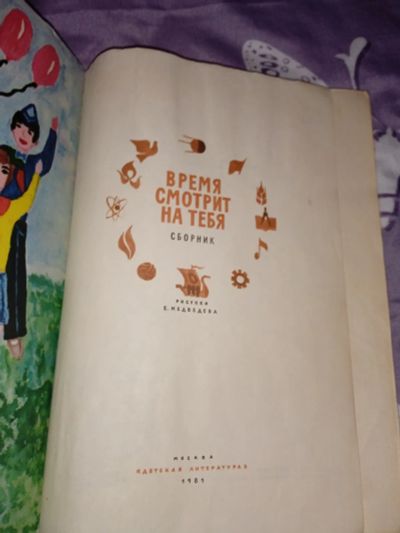 ВРЕМЯ
СМОТРИТ
НА ТЕБЯ
СБОРНИК
РИСУНКИ
Е. МЕДВЕДЕВА
МОСКВА
«ДЕТСКАЯ ЛИТЕРАТУРА»
1981